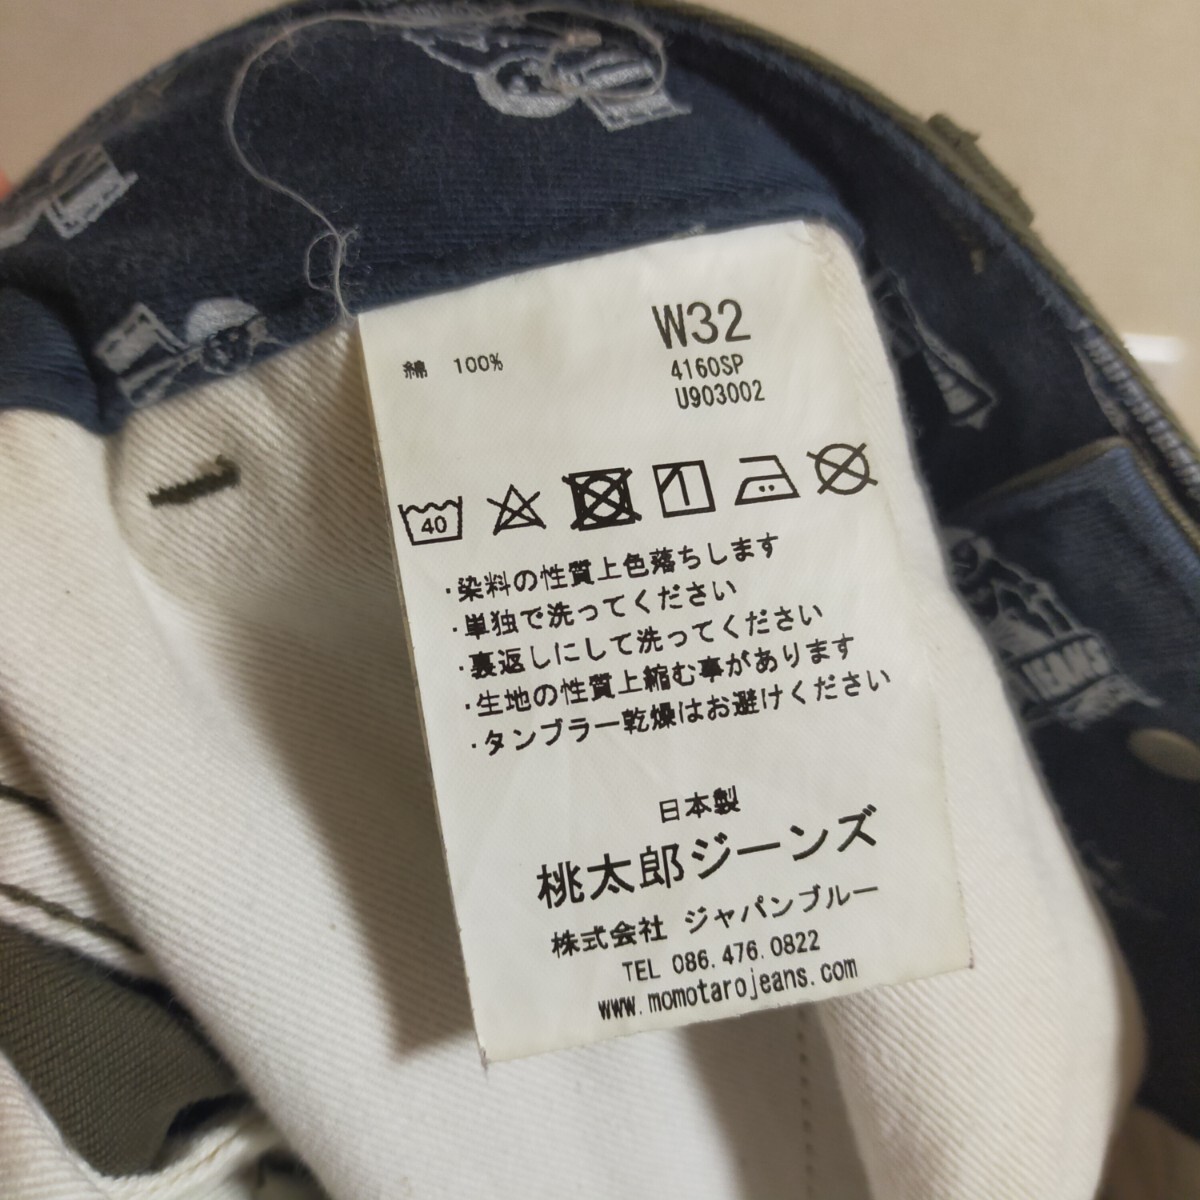 W32
綿 100%
4160SP
U903002
40
・染料の性質上色落ちします
・単独で洗ってください
・裏返しにして洗ってください
・生地の性質上縮む事があります
・タンブラー乾燥はお避けください
日本製
桃太郎ジーンズ
株式会社 ジャパンブルー
TEL 086.476.0822
www.momotarojeans.com
JEANS